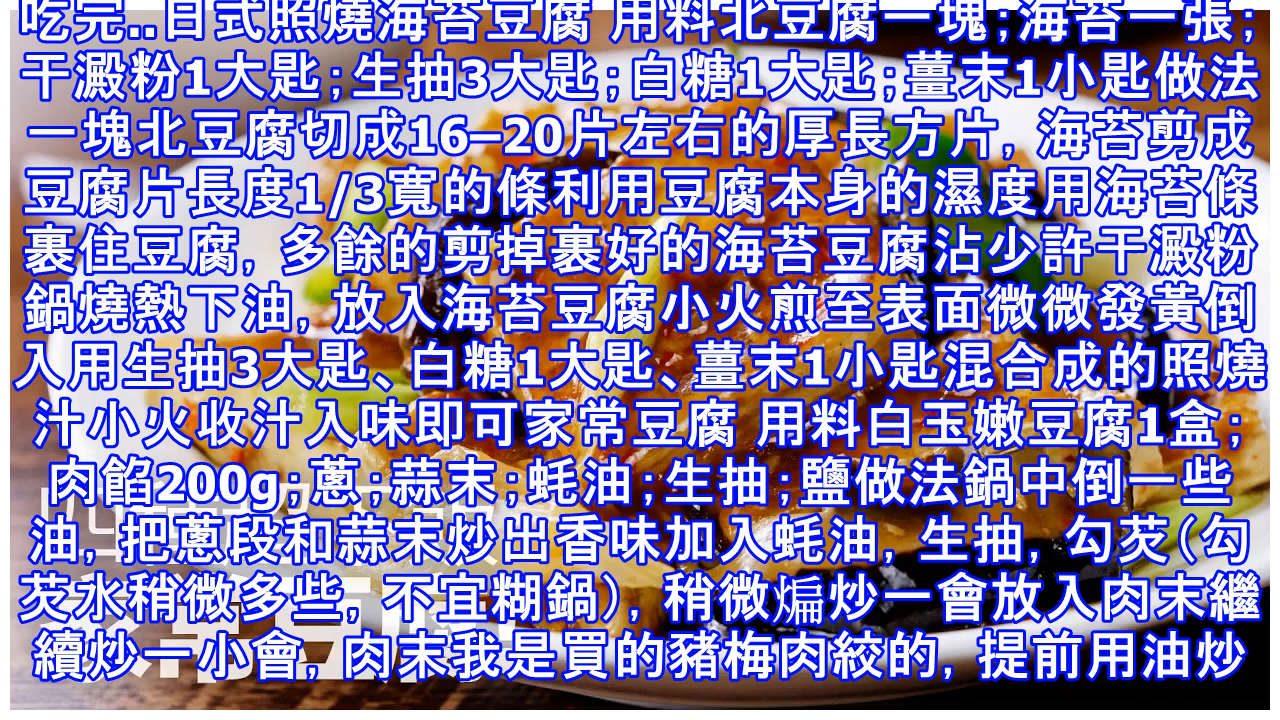 吃完..日式照燒海苔豆腐 用料北豆腐一塊;海苔一張;
干澱粉1大匙;生抽3大匙;白糖1大匙;薑末1小匙做法
一塊北豆腐切成16—20片左右的厚長方片, 海苔剪成
豆腐片長度1/3寬的條利用豆腐本身的濕度用海苔條
裹住豆腐, 多餘的剪掉裹好的海苔豆腐沾少許干澱粉
鍋燒熱下油, 放入海苔豆腐小火煎至表面微微發黃倒
入用生抽3大匙、白糖1大匙、薑末1小匙混合成的照燒
汁小火收汁入味即可家常豆腐 用料白玉嫩豆腐1盒;
肉餡200g;蔥;蒜末;蚝油;生抽;鹽做法鍋中倒一些
油, 把蔥段和蒜末炒出香味加入蚝油, 生抽, 勾芡(勾
芡水稍微多些, 不宜糊鍋), 稍微煸炒一會放入肉末繼
續炒一小會, 肉末我是買的豬梅肉絞的, 提前用油炒